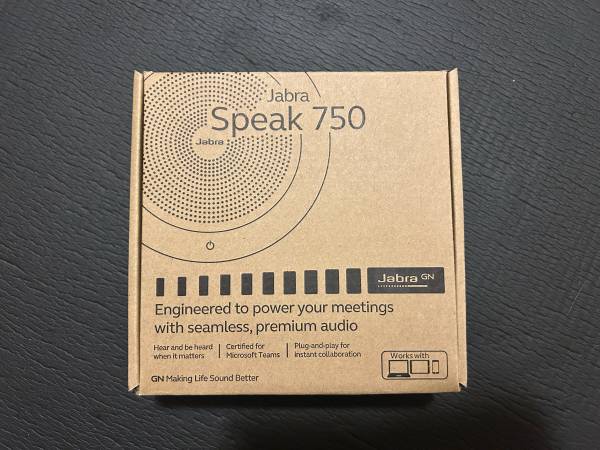 Jabra
Speak 750
Jabra
Jabra GN
Engineered to power your meetings
with seamless, premium audio
Hear and be heard
when it matters
Certified for
Microsoft Teams
Plug-and-play for
instant collaboration
Works with
GN Making Life Sound Better